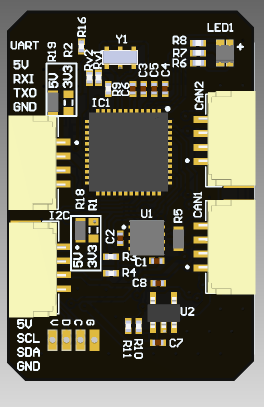 R16
LED1
UART
R19
R2
Y1
R8
R7
R6
+
5V
RXI
TXO
GND
3V3
5V
RV2
RV1
R9
C3
C5
C4
IC1
CAN2
I2C
R18
R1
5V
3V3
C2
U1
R5
CAN1
R3
R4
C1
C8
U2
R11
R10
C7
5V
SCL
SDA
GND
V
D
C
G